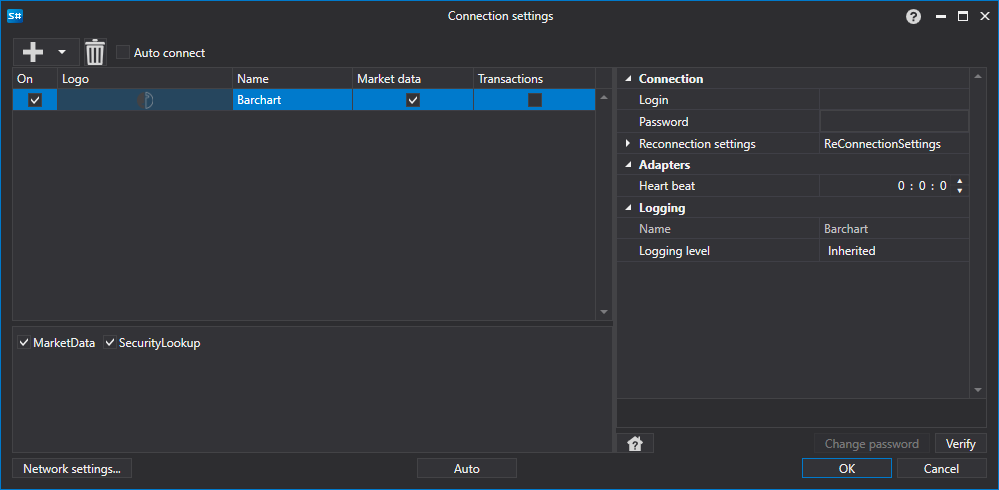 S#
Connection settings
Auto connect
On Logo Name Market data Transactions
Barchart
MarketData SecurityLookup
Connection
Login
Password
Reconnection settings ReConnectionSettings
Adapters
Heart beat 0 : 0 : 0
Logging
Name Barchart
Logging level Inherited
Change password Verify
Network settings... Auto OK Cancel